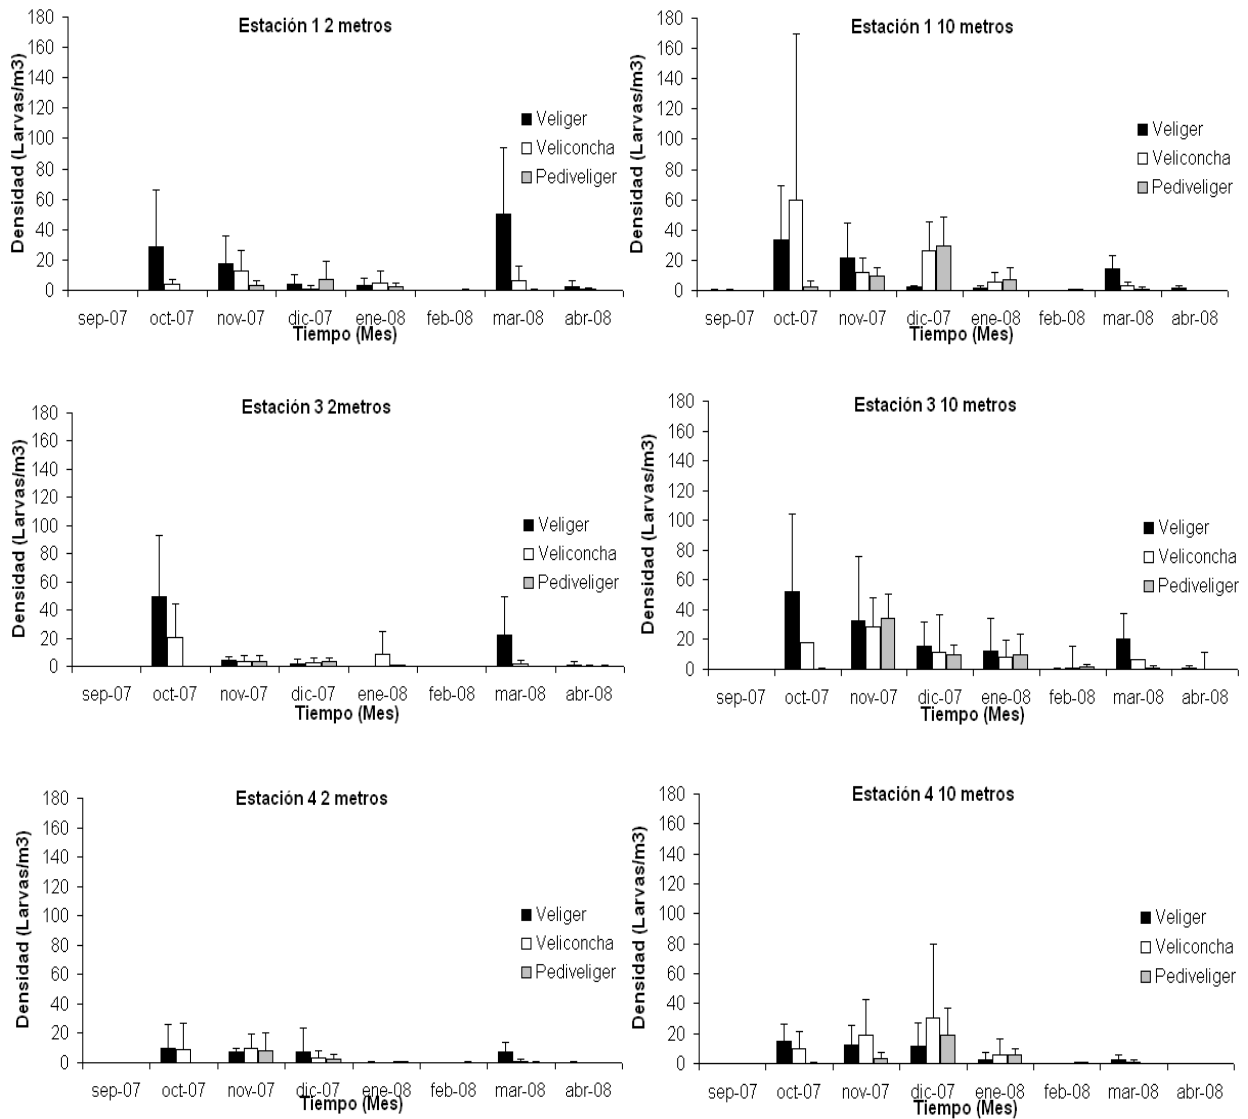 Estación 1 2 metros
Densidad (Larvas/m3)
180
160
140
120
100
80
60
40
20
0
Veliger
Veliconcha
Pediveliger
sep-07 oct-07 nov-07 dic-07 ene-08 feb-08 mar-08 abr-08
Tiempo (Mes)
Estación 1 10 metros
Densidad (Larvas/m3)
180
160
140
120
100
80
60
40
20
0
Veliger
Veliconcha
Pediveliger
sep-07 oct-07 nov-07 dic-07 ene-08 feb-08 mar-08 abr-08
Tiempo (Mes)
Estación 3 2metros
Densidad (Larvas/m3)
180
160
140
120
100
80
60
40
20
0
Veliger
Veliconcha
Pediveliger
sep-07 oct-07 nov-07 dic-07 ene-08 feb-08 mar-08 abr-08
Tiempo (Mes)
Estación 3 10 metros
Densidad (Larvas/m3)
180
160
140
120
100
80
60
40
20
0
Veliger
Veliconcha
Pediveliger
sep-07 oct-07 nov-07 dic-07 ene-08 feb-08 mar-08 abr-08
Tiempo (Mes)
Estación 4 2 metros
Densidad (Larvas/m3)
180
160
140
120
100
80
60
40
20
0
Veliger
Veliconcha
Pediveliger
sep-07 oct-07 nov-07 dic-07 ene-08 feb-08 mar-08 abr-08
Tiempo (Mes)
Estación 4 10 metros
Densidad (Larvas/m3)
180
160
140
120
100
80
60
40
20
0
Veliger
Veliconcha
Pediveliger
sep-07 oct-07 nov-07 dic-07 ene-08 feb-08 mar-08 abr-08
Tiempo (Mes)